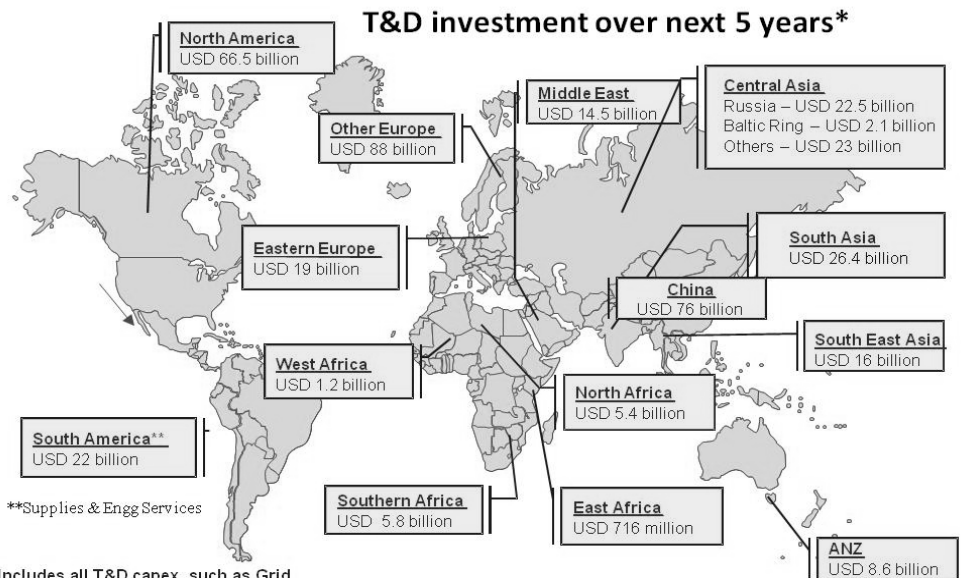 T&D investment over next 5 years*
North America
USD 66.5 billion
Middle East
USD 14.5 billion
Central Asia
Russia – USD 22.5 billion
Baltic Ring – USD 2.1 billion
Others – USD 23 billion
Other Europe
USD 88 billion
Eastern Europe
USD 19 billion
South Asia
USD 26.4 billion
China
USD 76 billion
South East Asia
USD 16 billion
West Africa
USD 1.2 billion
North Africa
USD 5.4 billion
South America**
USD 22 billion
Southern Africa
USD 5.8 billion
East Africa
USD 716 million
**Supplies & Engg Services
ANZ
USD 8.6 billion
Includes all T&D capex, such as Grid